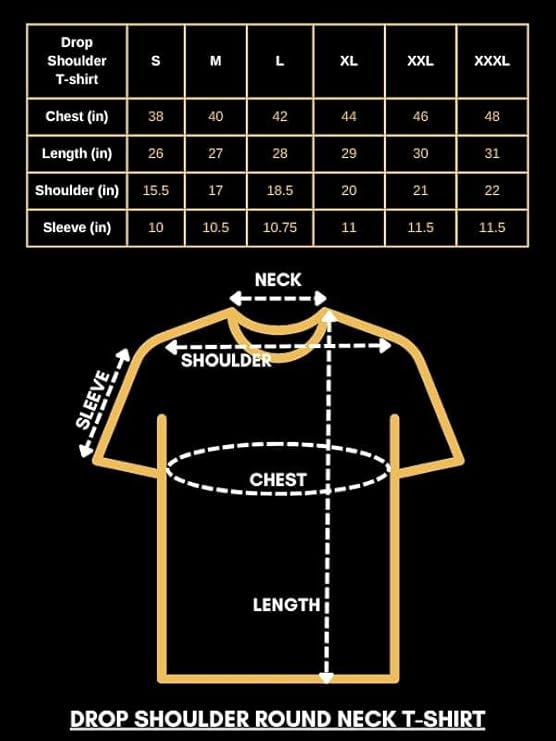 Drop
Shoulder
T-shirt
S M L XL XXL XXXL
Chest (in) 38 40 42 44 46 48
Length (in) 26 27 28 29 30 31
Shoulder (in) 15.5 17 18.5 20 21 22
Sleeve (in) 10 10.5 10.75 11 11.5 11.5
NECK
SHOULDER
SLEEVE
CHEST
LENGTH
DROP SHOULDER ROUND NECK T-SHIRT